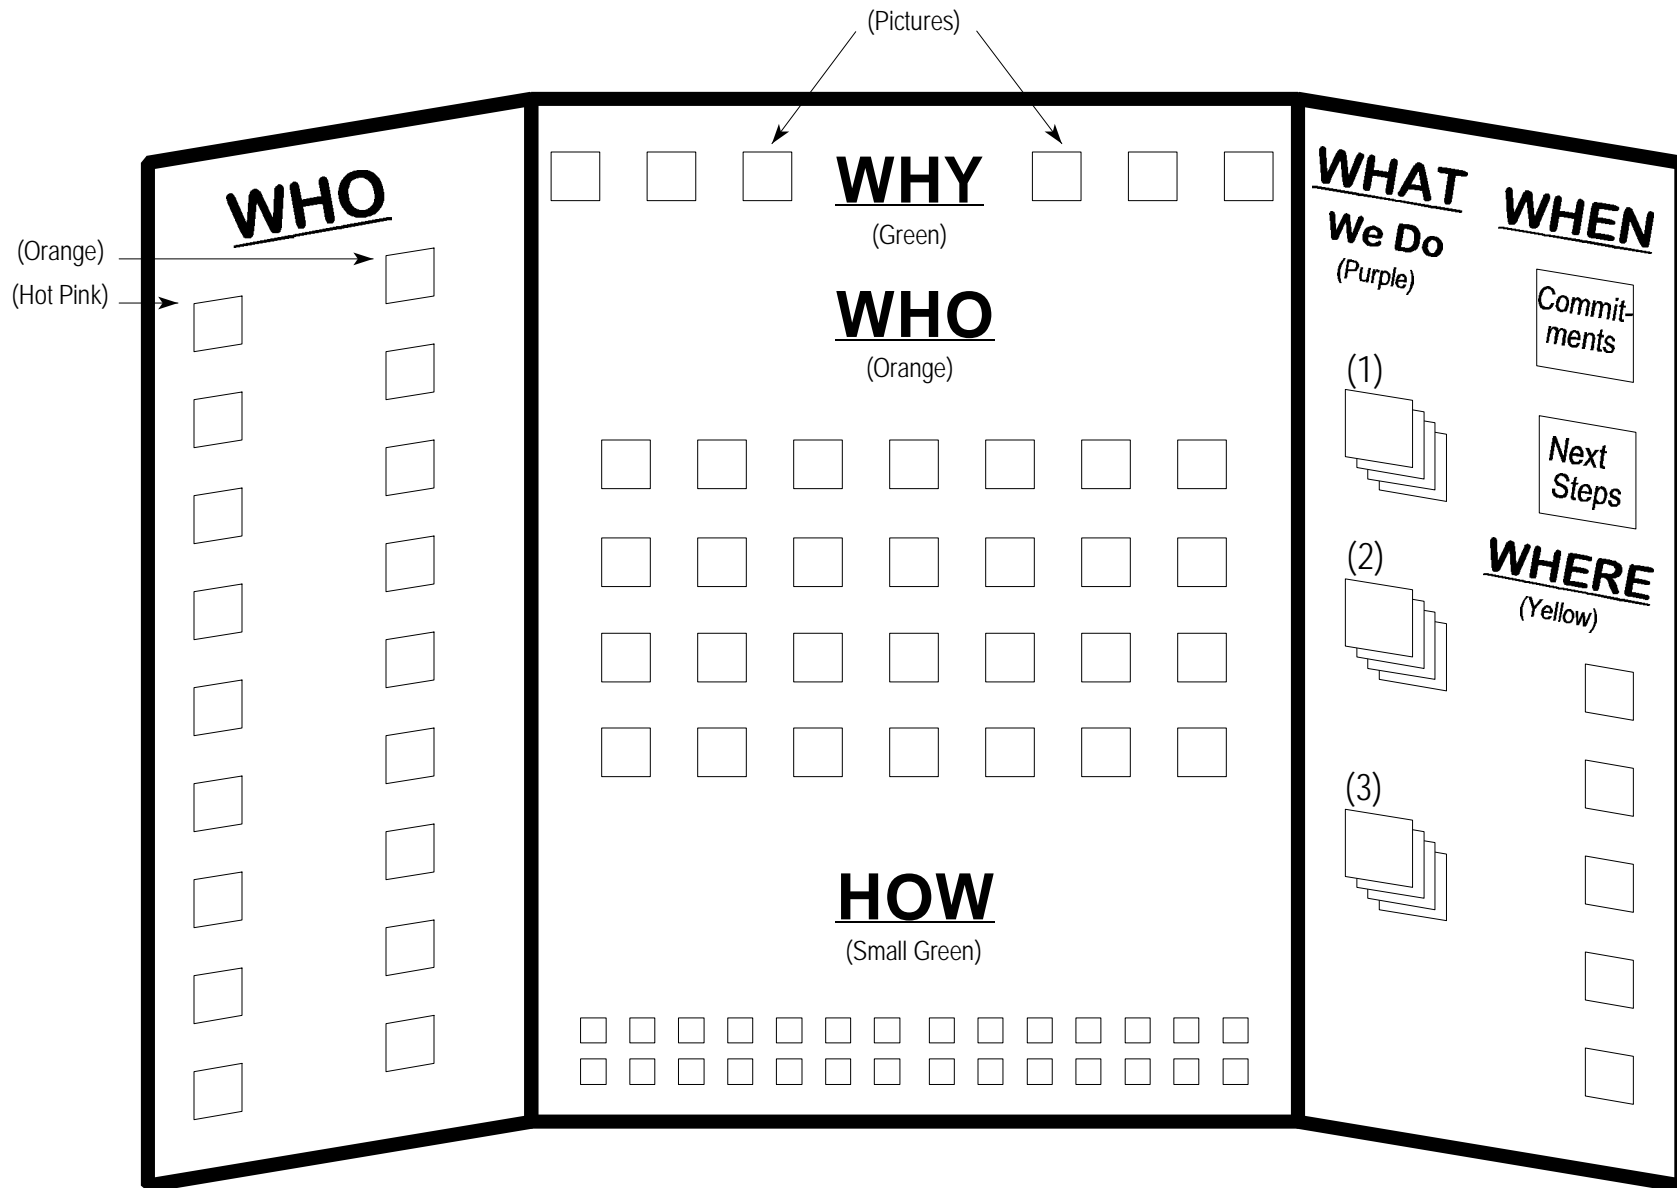 (Pictures)
WHO
(Orange)
(Hot Pink)
WHY
(Green)
WHO
(Orange)
HOW
(Small Green)
WHAT
We Do
(Purple)
(1)
(2)
(3)
WHEN
Commit-
ments
Next
Steps
WHERE
(Yellow)